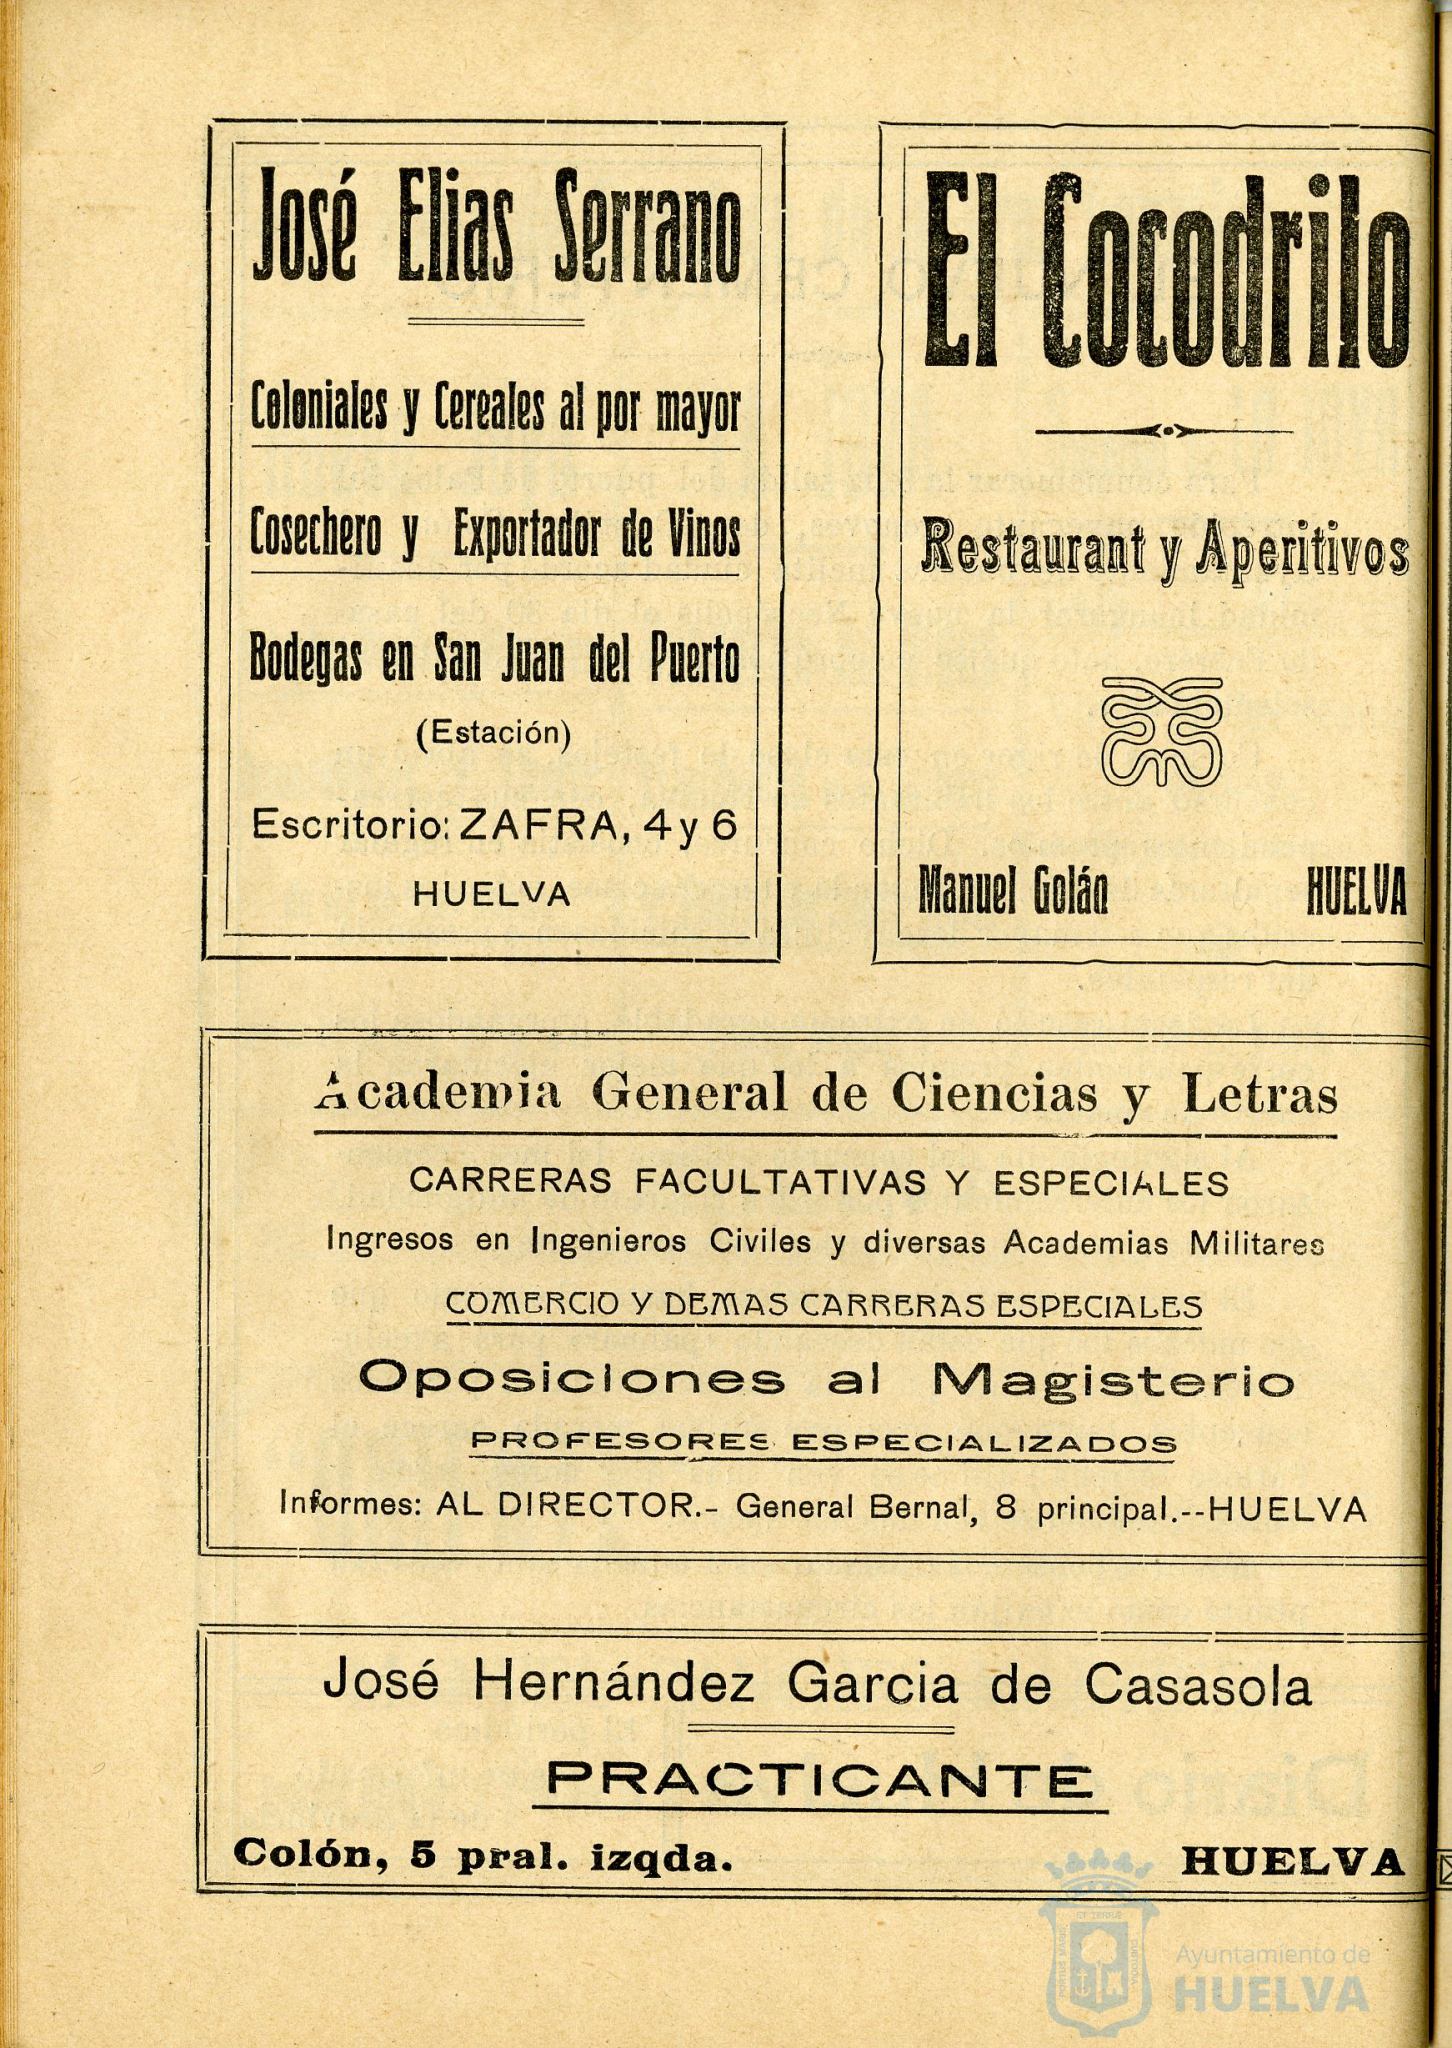 José Elias Serrano
Coloniales y Cereales al por mayor
Cosechero y Exportador de Vinos
Bodegas en San Juan del Puerto
(Estación)
Escritorio: ZAFRA, 4 y 6
HUELVA
El Cocodrilo
Restaurant y Aperitivos
Manuel Golán HUELVA
Academia General de Ciencias y Letras
CARRERAS FACULTATIVAS Y ESPECIALES
Ingresos en Ingenieros Civiles y diversas Academias Militares
COMERCIO Y DEMAS CARRERAS ESPECIALES
Oposiciones al Magisterio
PROFESORES ESPECIALIZADOS
Informes: AL DIRECTOR.- General Bernal, 8 principal.--HUELVA
José Hernández Garcia de Casasola
PRACTICANTE
Colón, 5 pral. izqda. HUELVA
Ayuntamiento de
HUELVA